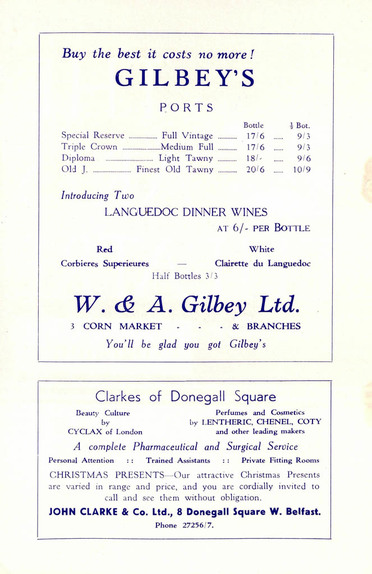 Buy the best it costs no more!
GILBEY'S
PORTS
Bottle ½ Bot.
Special Reserve ........ Full Vintage ........ 17/6 .... 9/3
Triple Crown ........ Medium Full ........ 17/6 .... 9/3
Diploma ........ Light Tawny ........ 18/- .... 9/6
Old J. ........ Finest Old Tawny ........ 20/6 .... 10/9
Introducing Two
LANGUEDOC DINNER WINES
AT 6/- PER BOTTLE
Red White
Corbieres Superieures — Clairette du Languedoc
Half Bottles 3/3
W. & A. Gilbey Ltd.
3 CORN MARKET - - - & BRANCHES
You'll be glad you got Gilbey's
Clarkes of Donegall Square
Beauty Culture
by
CYCLAX of London
Perfumes and Cosmetics
by LENTHERIC, CHENEL, COTY
and other leading makers
A complete Pharmaceutical and Surgical Service
Personal Attention :: Trained Assistants :: Private Fitting Rooms
CHRISTMAS PRESENTS—Our attractive Christmas Presents
are varied in range and price, and you are cordially invited to
call and see them without obligation.
JOHN CLARKE & Co. Ltd., 8 Donegall Square W. Belfast.
Phone 27256/7.